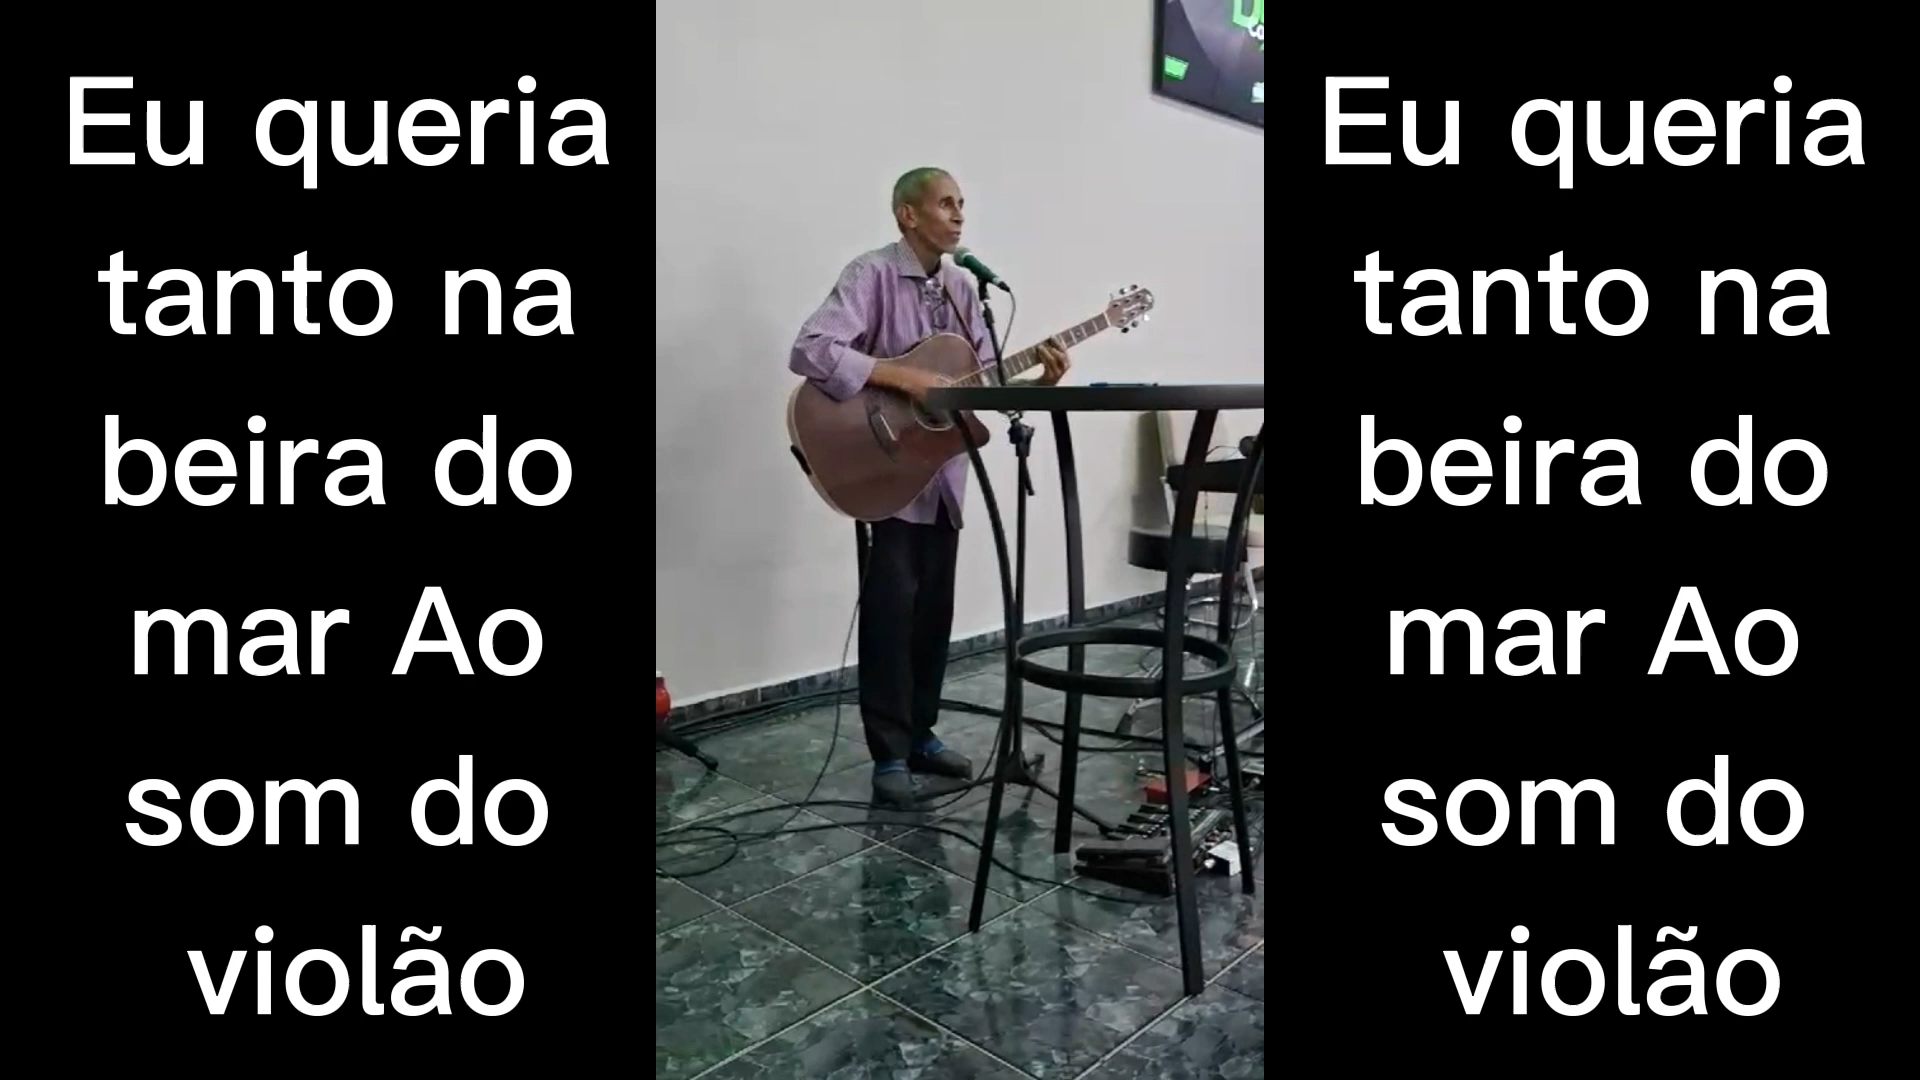 Eu queria
tanto na
beira do
mar Ao
som do
violão
Eu queria
tanto na
beira do
mar Ao
som do
violão